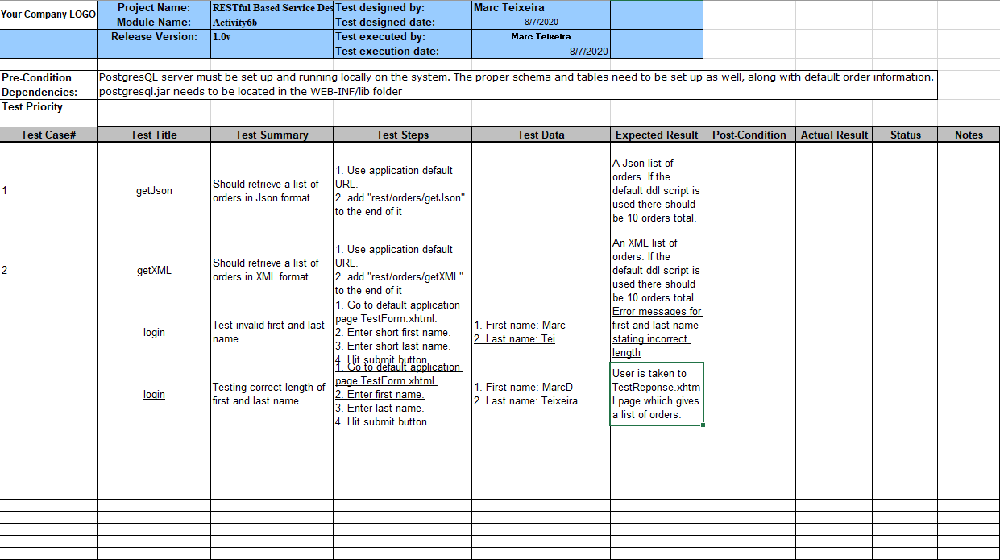 Your Company LOGO
Project Name: RESTful Based Service Des Test designed by: Marc Teixeira
Module Name: Activity6b Test designed date: 8/7/2020
Release Version: 1.0v Test executed by: Marc Teixeira
Test execution date: 8/7/2020
Pre-Condition PostgresQL server must be set up and running locally on the system. The proper schema and tables need to be set up as well, along with default order information.
Dependencies: postgresql.jar needs to be located in the WEB-INF/lib folder
Test Priority
Test Case# Test Title Test Summary Test Steps Test Data Expected Result Post-Condition Actual Result Status Notes
1
getJson
Should retrieve a list of
orders in Json format
1. Use application default
URL.
2. add "rest/orders/getJson"
to the end of it
A Json list of
orders. If the
default ddl script is
used there should
be 10 orders total.
2
getXML
Should retrieve a list of
orders in XML format
1. Use application default
URL.
2. add "rest/orders/getXML"
to the end of it
An XML list of
orders. If the
default ddl script is
used there should
be 10 orders total
login
Test invalid first and last
name
1. Go to default application
page TestForm.xhtml.
2. Enter short first name.
3. Enter short last name.
4. Hit submit button
1. First name: Marc
2. Last name: Tei
Error messages for
first and last name
stating incorrect
length
login
Testing correct length of
first and last name
1. Go to default application
page TestForm.xhtml.
2. Enter first name.
3. Enter last name.
4. Hit submit button
1. First name: MarcD
2. Last name: Teixeira
User is taken to
TestReponse.xhtm
l page whiich gives
a list of orders.